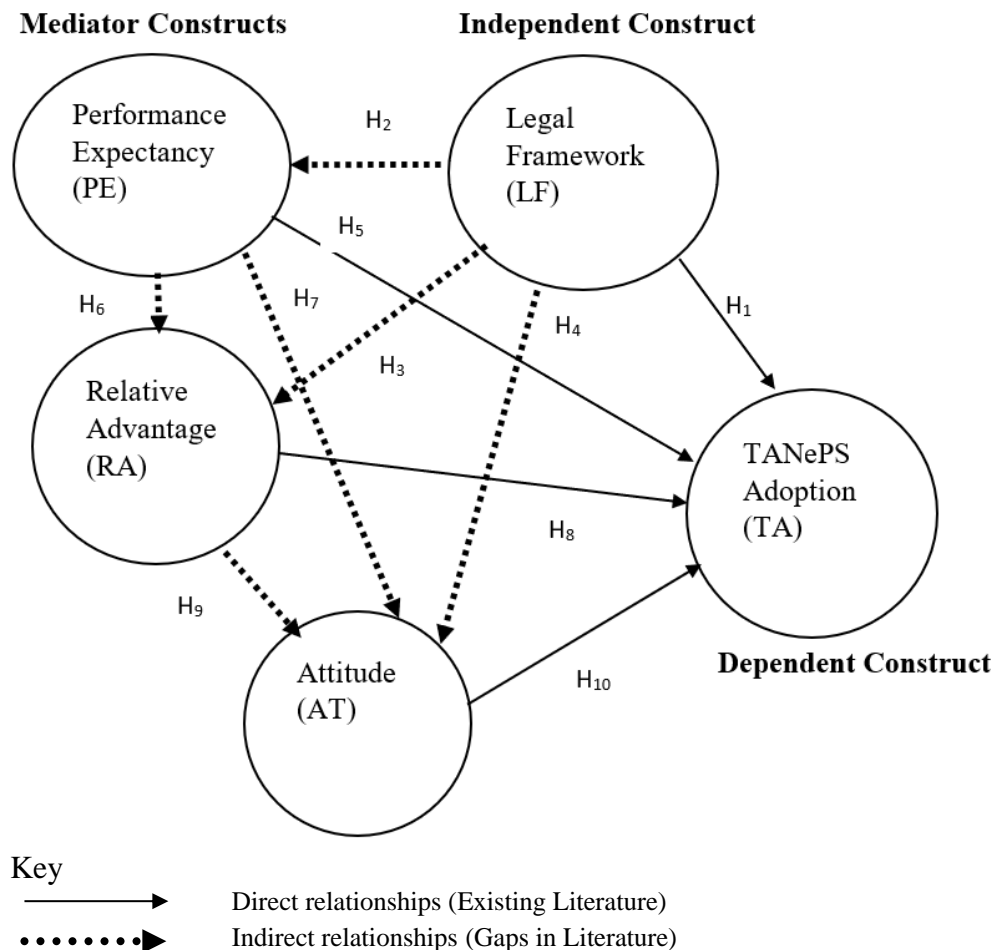 Mediator Constructs
Independent Construct
Performance
Expectancy
(PE)
Legal
Framework
(LF)
H₂
H₅
H₁
H₆
H₇
H₄
H₃
Relative
Advantage
(RA)
TANePS
Adoption
(TA)
H₈
H₉
Dependent Construct
Attitude
(AT)
H₁₀
Key
Direct relationships (Existing Literature)
Indirect relationships (Gaps in Literature)